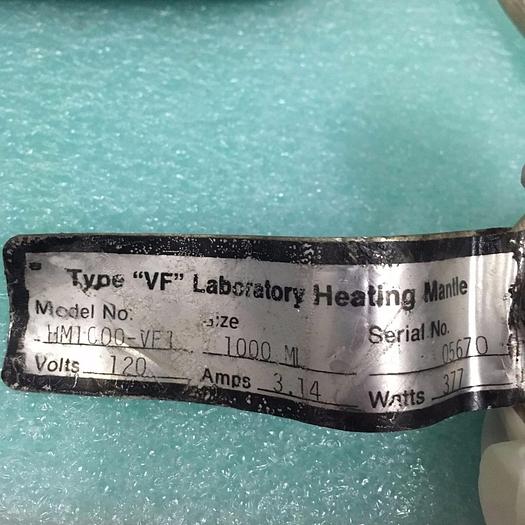 Type "VF" Laboratory Heating Mantle
Model No. Size Serial No.
HM1000-VF1 1000 ML 05670
Volts 120 Amps 3.14 Watts 377